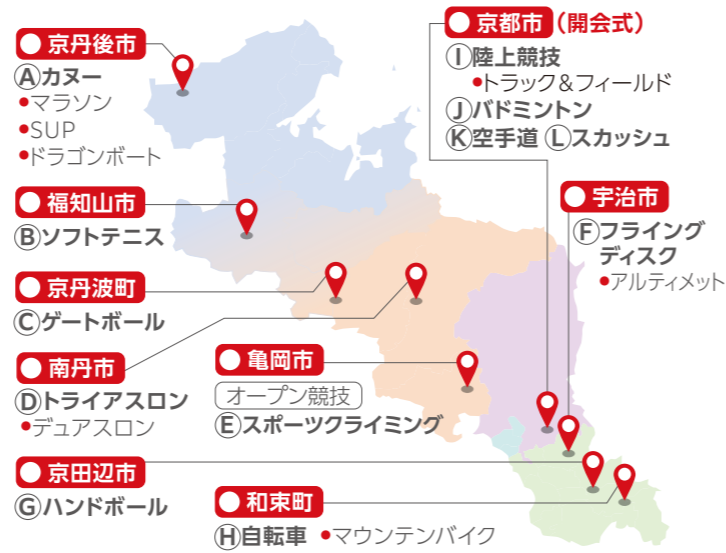 京丹後市
Ⓐカヌー
•マラソン
•SUP
•ドラゴンボート
福知山市
Ⓑソフトテニス
京丹波町
Ⓒゲートボール
南丹市
Ⓓトライアスロン
•デュアスロン
京田辺市
Ⓖハンドボール
亀岡市
オープン競技
Ⓔスポーツクライミング
和束町
Ⓗ自転車 •マウンテンバイク
京都市(開会式)
Ⓘ陸上競技
•トラック&フィールド
Ⓙバドミントン
Ⓚ空手道 Ⓛスカッシュ
宇治市
Ⓕフライング
ディスク
•アルティメット